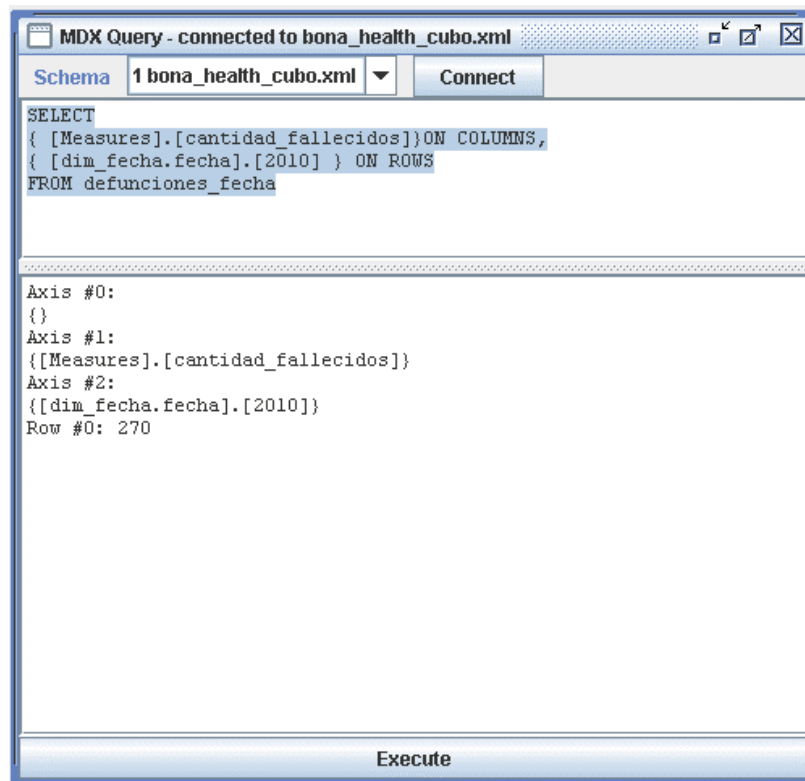 MDX Query - connected to bona_health_cubo.xml
Schema 1 bona_health_cubo.xml Connect
SELECT
{ [Measures].[cantidad_fallecidos]}ON COLUMNS,
{ [dim_fecha.fecha].[2010] } ON ROWS
FROM defunciones_fecha
Axis #0:
{}
Axis #1:
{[Measures].[cantidad_fallecidos]}
Axis #2:
{[dim_fecha.fecha].[2010]}
Row #0: 270
Execute